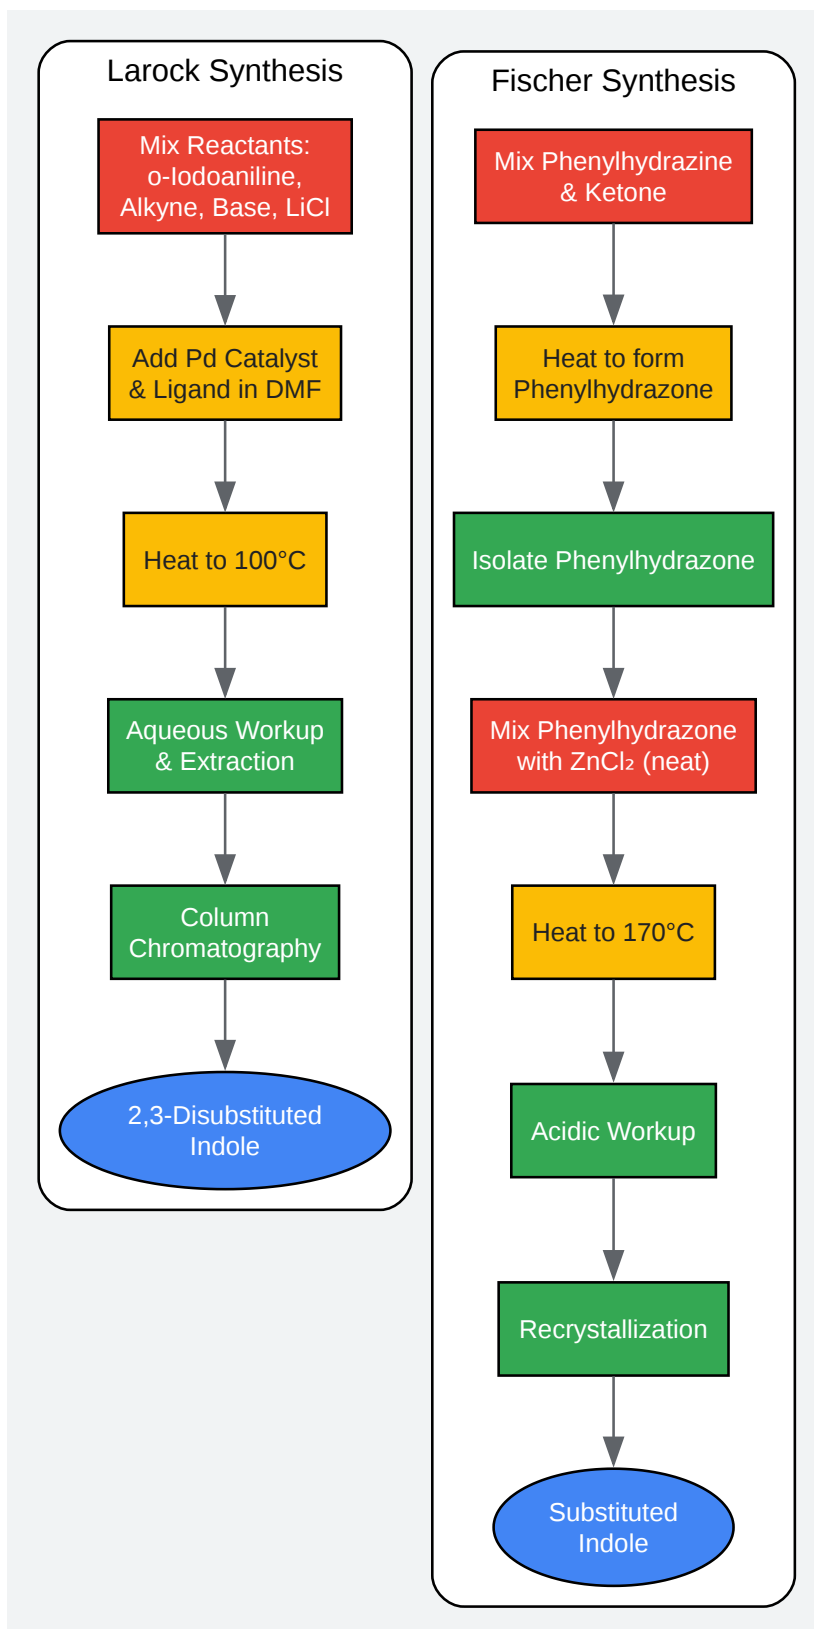 Larock Synthesis
Mix Reactants:
o-Iodoaniline,
Alkyne, Base, LiCl
Add Pd Catalyst
& Ligand in DMF
Heat to 100°C
Aqueous Workup
& Extraction
Column
Chromatography
2,3-Disubstituted
Indole
Fischer Synthesis
Mix Phenylhydrazine
& Ketone
Heat to form
Phenylhydrazone
Isolate Phenylhydrazone
Mix Phenylhydrazone
with ZnCl₂ (neat)
Heat to 170°C
Acidic Workup
Recrystallization
Substituted
Indole